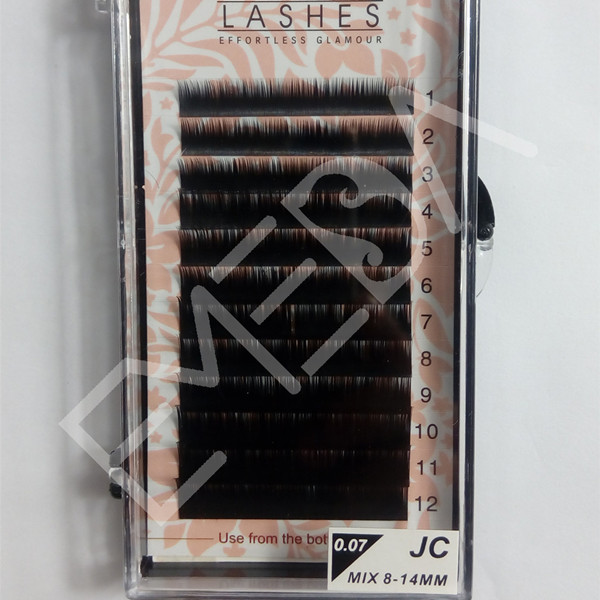 LASHES
EFFORTLESS GLAMOUR
1
2
3
4
5
6
7
8
9
10
11
12
Use from the bot
0.07 JC
MIX 8-14MM
EMEDA